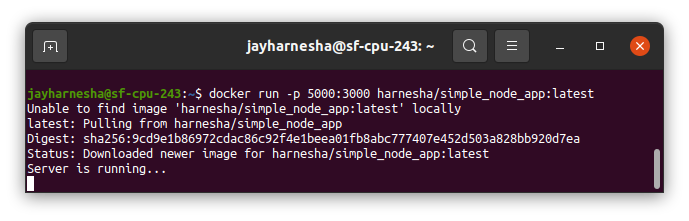 jayharnesha@sf-cpu-243: ~
jayharnesha@sf-cpu-243:~$ docker run -p 5000:3000 harnesha/simple_node_app:latest
Unable to find image 'harnesha/simple_node_app:latest' locally
latest: Pulling from harnesha/simple_node_app
Digest: sha256:9cd9e1b86972cdac86c92f4e1beea01fb8abc777407e452d503a828bb920d7ea
Status: Downloaded newer image for harnesha/simple_node_app:latest
Server is running...